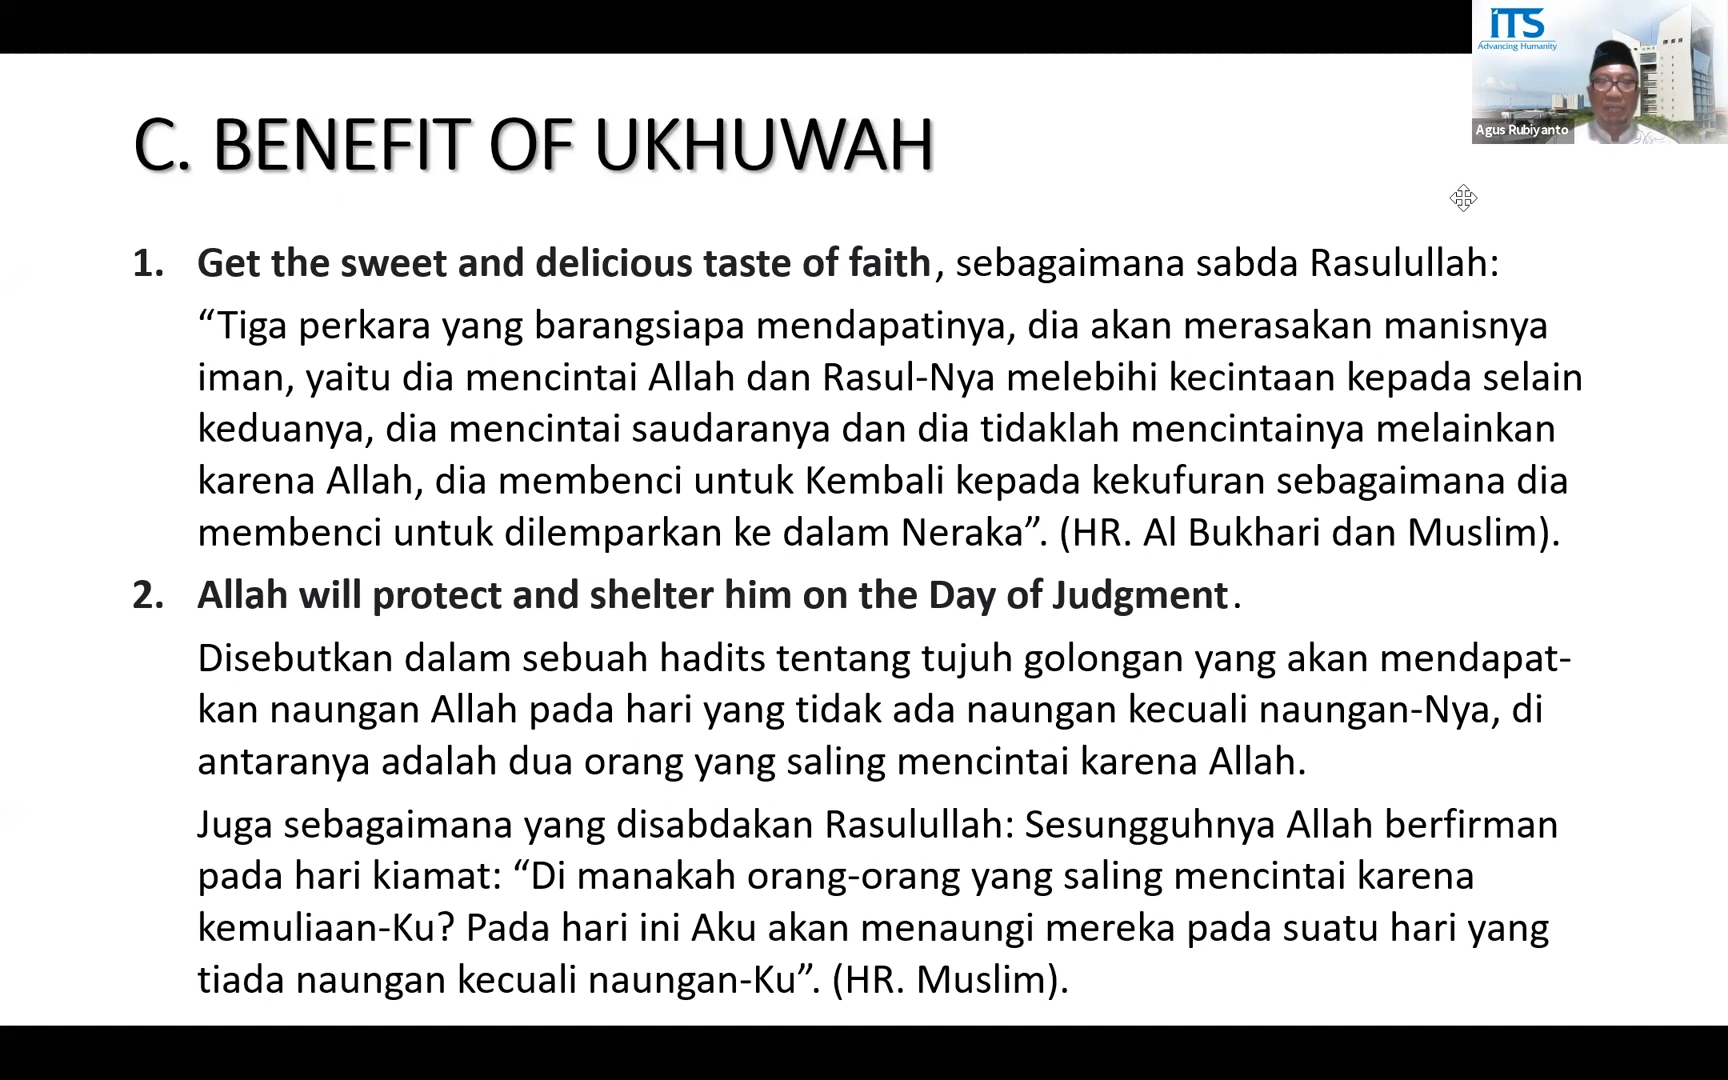 ITS
Advancing Humanity
Agus Rubiyanto
C. BENEFIT OF UKHUWAH
1. Get the sweet and delicious taste of faith, sebagaimana sabda Rasulullah:
“Tiga perkara yang barangsiapa mendapatinya, dia akan merasakan manisnya
iman, yaitu dia mencintai Allah dan Rasul-Nya melebihi kecintaan kepada selain
keduanya, dia mencintai saudaranya dan dia tidaklah mencintainya melainkan
karena Allah, dia membenci untuk Kembali kepada kekufuran sebagaimana dia
membenci untuk dilemparkan ke dalam Neraka”. (HR. Al Bukhari dan Muslim).
2. Allah will protect and shelter him on the Day of Judgment.
Disebutkan dalam sebuah hadits tentang tujuh golongan yang akan mendapat-
kan naungan Allah pada hari yang tidak ada naungan kecuali naungan-Nya, di
antaranya adalah dua orang yang saling mencintai karena Allah.
Juga sebagaimana yang disabdakan Rasulullah: Sesungguhnya Allah berfirman
pada hari kiamat: “Di manakah orang-orang yang saling mencintai karena
kemuliaan-Ku? Pada hari ini Aku akan menaungi mereka pada suatu hari yang
tiada naungan kecuali naungan-Ku”. (HR. Muslim).